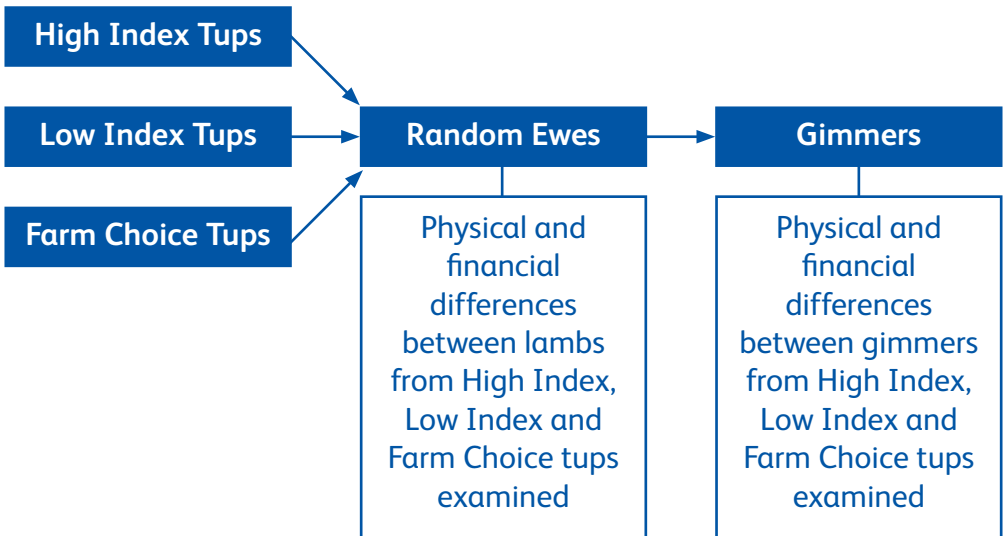 High Index Tups
Low Index Tups
Farm Choice Tups
Random Ewes
Physical and
financial
differences
between lambs
from High Index,
Low Index and
Farm Choice tups
examined
Gimmers
Physical and
financial
differences
between gimmers
from High Index,
Low Index and
Farm Choice tups
examined